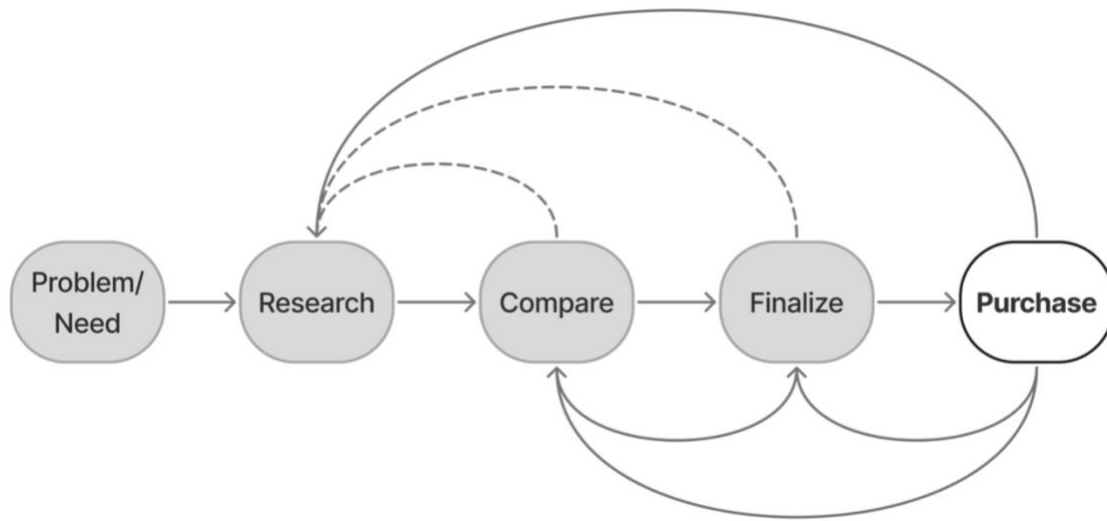 Problem/
Need
Research
Compare
Finalize
Purchase